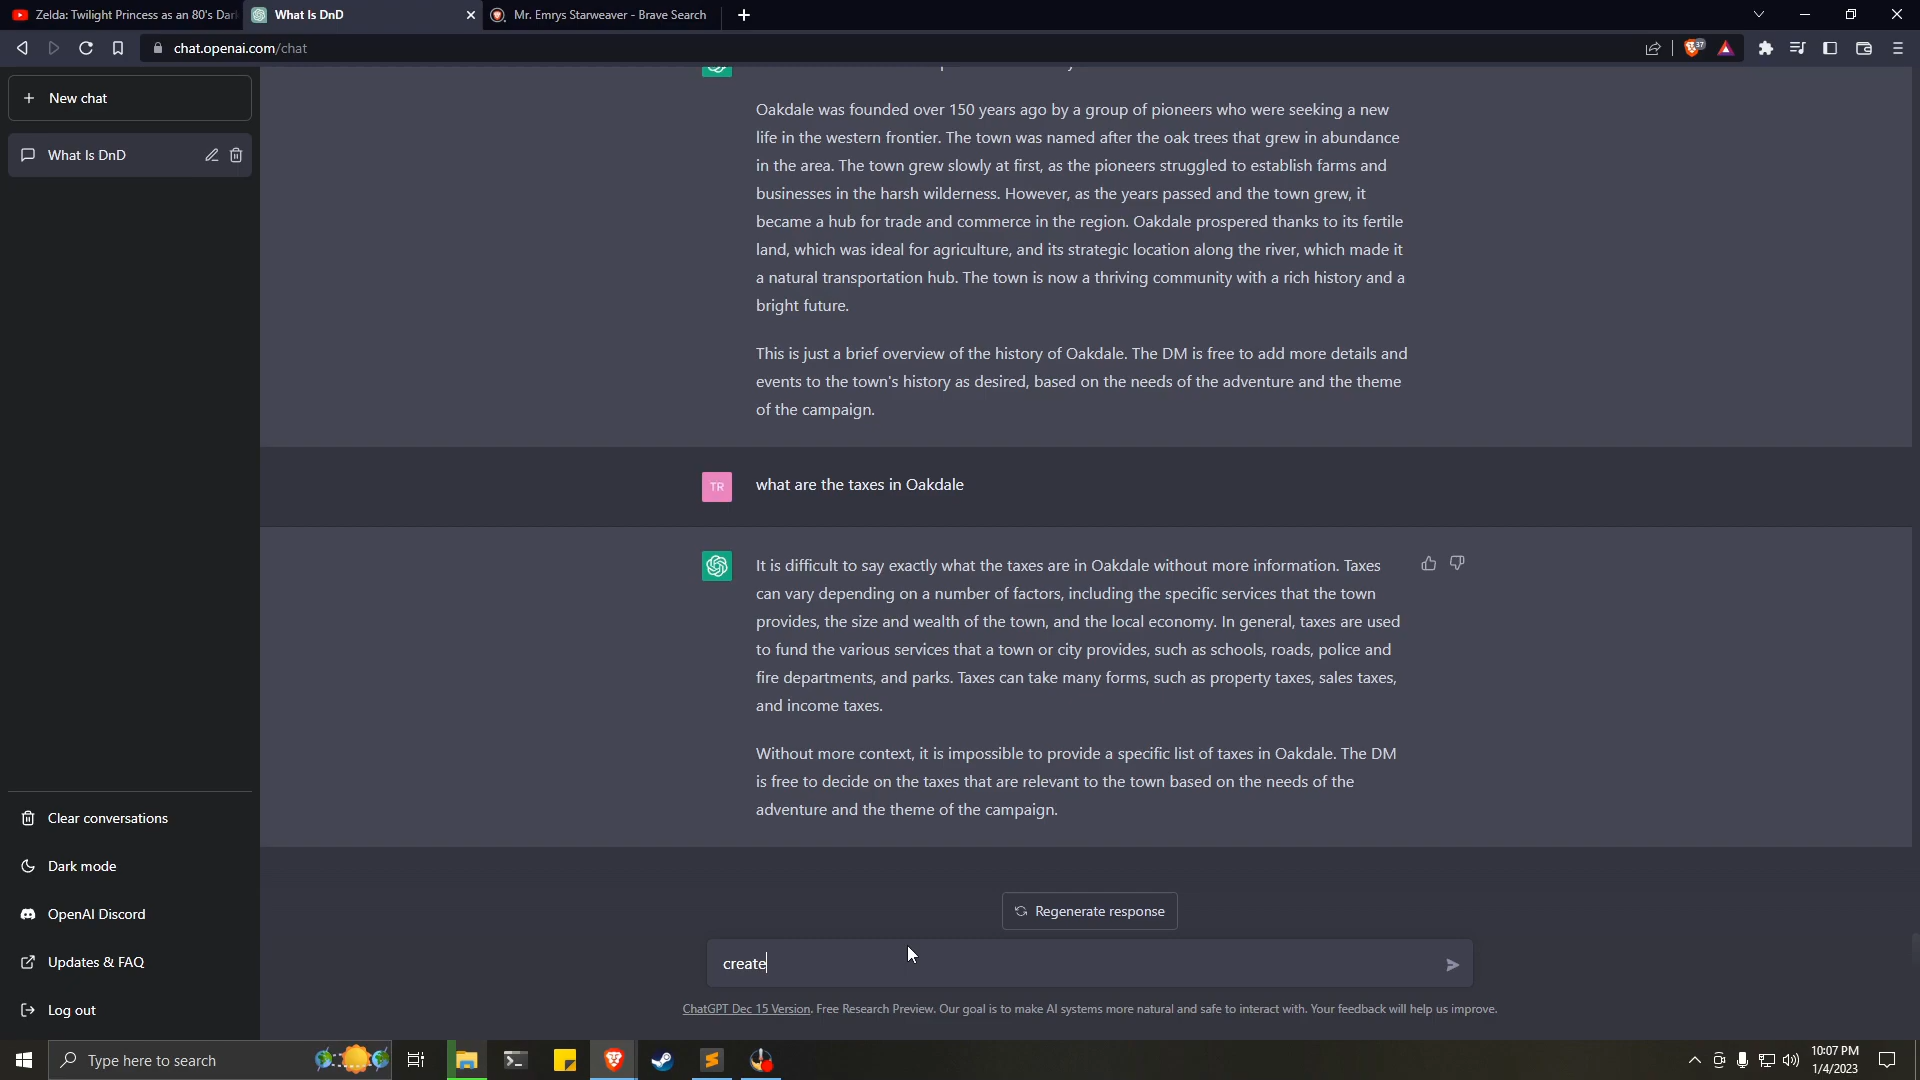 Zelda: Twilight Princess as an 80's Dar
What Is DnD
Mr. Emrys Starweaver - Brave Search
chat.openai.com/chat
37
New chat
What Is DnD
Oakdale was founded over 150 years ago by a group of pioneers who were seeking a new
life in the western frontier. The town was named after the oak trees that grew in abundance
in the area. The town grew slowly at first, as the pioneers struggled to establish farms and
businesses in the harsh wilderness. However, as the years passed and the town grew, it
became a hub for trade and commerce in the region. Oakdale prospered thanks to its fertile
land, which was ideal for agriculture, and its strategic location along the river, which made it
a natural transportation hub. The town is now a thriving community with a rich history and a
bright future.
This is just a brief overview of the history of Oakdale. The DM is free to add more details and
events to the town's history as desired, based on the needs of the adventure and the theme
of the campaign.
TR
what are the taxes in Oakdale
It is difficult to say exactly what the taxes are in Oakdale without more information. Taxes
can vary depending on a number of factors, including the specific services that the town
provides, the size and wealth of the town, and the local economy. In general, taxes are used
to fund the various services that a town or city provides, such as schools, roads, police and
fire departments, and parks. Taxes can take many forms, such as property taxes, sales taxes,
and income taxes.
Without more context, it is impossible to provide a specific list of taxes in Oakdale. The DM
is free to decide on the taxes that are relevant to the town based on the needs of the
adventure and the theme of the campaign.
Clear conversations
Dark mode
OpenAI Discord
Updates & FAQ
Log out
Regenerate response
create
ChatGPT Dec 15 Version. Free Research Preview. Our goal is to make AI systems more natural and safe to interact with. Your feedback will help us improve.
Type here to search
10:07 PM
1/4/2023